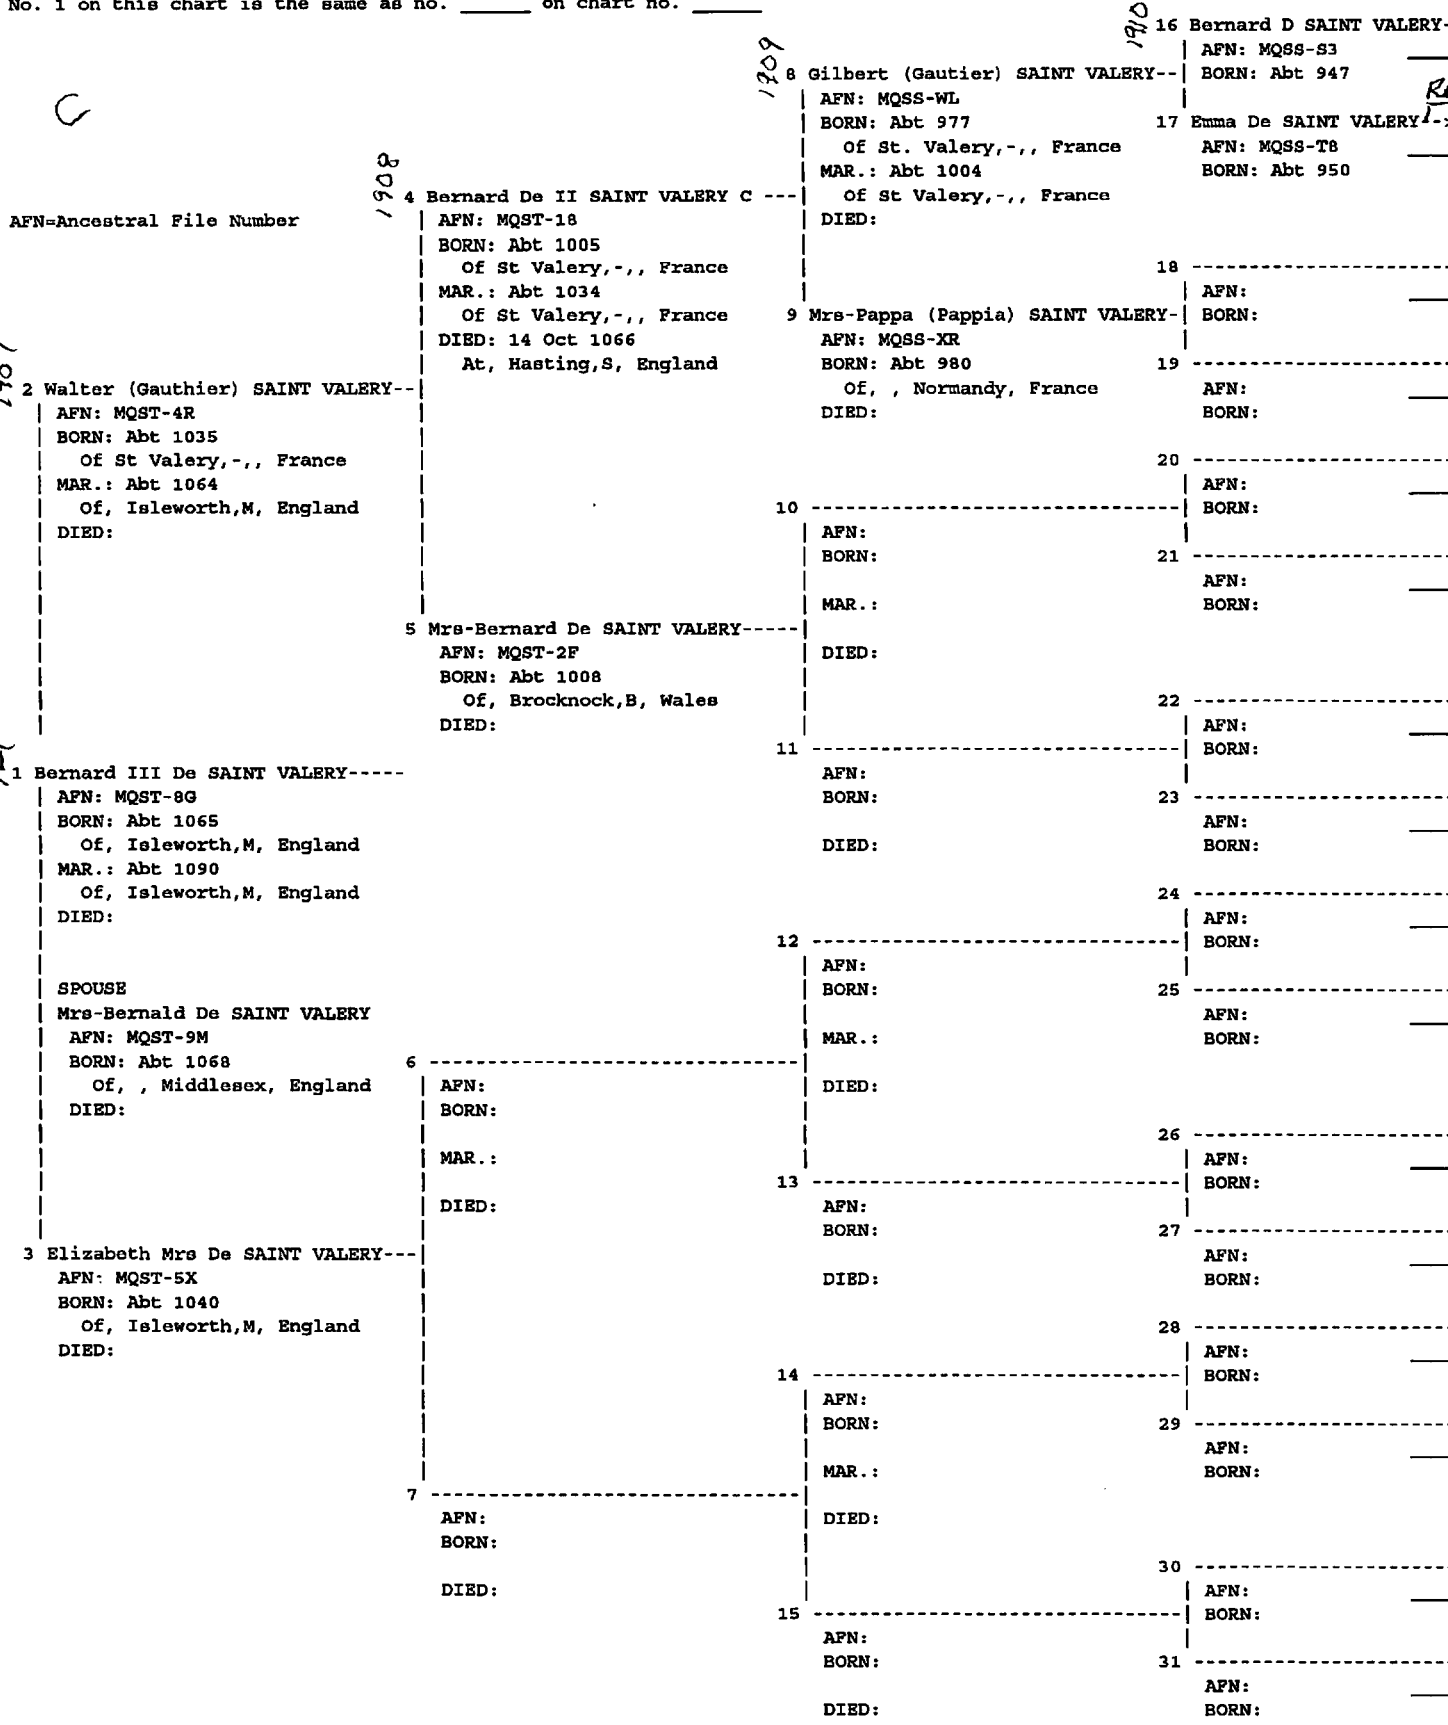 No. 1 on this chart is the same as no. ______ on chart no. ______
C
AFN=Ancestral File Number
1910
16 Bernard D SAINT VALERY-
AFN: MQSS-S3
BORN: Abt 947
17 Emma De SAINT VALERY-->
AFN: MQSS-T8
BORN: Abt 950
1909
8 Gilbert (Gautier) SAINT VALERY--
AFN: MQSS-WL
BORN: Abt 977
Of St. Valery,-,, France
MAR.: Abt 1004
Of St Valery,-,, France
DIED:
1908
4 Bernard De II SAINT VALERY C ---
AFN: MQST-18
BORN: Abt 1005
Of St Valery,-,, France
MAR.: Abt 1034
Of St Valery,-,, France
DIED: 14 Oct 1066
At, Hasting,S, England
18 -----------------------
AFN:
BORN:
9 Mrs-Pappa (Pappia) SAINT VALERY-
AFN: MQSS-XR
BORN: Abt 980
Of, , Normandy, France
DIED:
19 -----------------------
AFN:
BORN:
1907
2 Walter (Gauthier) SAINT VALERY--
AFN: MQST-4R
BORN: Abt 1035
Of St Valery,-,, France
MAR.: Abt 1064
Of, Isleworth,M, England
DIED:
20 -----------------------
AFN:
BORN:
10 --------------------------------
AFN:
BORN:
MAR.:
DIED:
21 -----------------------
AFN:
BORN:
5 Mrs-Bernard De SAINT VALERY-----
AFN: MQST-2F
BORN: Abt 1008
Of, Brocknock,B, Wales
DIED:
22 -----------------------
AFN:
BORN:
11 --------------------------------
AFN:
BORN:
DIED:
23 -----------------------
AFN:
BORN:
1 Bernard III De SAINT VALERY-----
AFN: MQST-8G
BORN: Abt 1065
Of, Isleworth,M, England
MAR.: Abt 1090
Of, Isleworth,M, England
DIED:
SPOUSE
Mrs-Bernald De SAINT VALERY
AFN: MQST-9M
BORN: Abt 1068
Of, , Middlesex, England
DIED:
24 -----------------------
AFN:
BORN:
12 --------------------------------
AFN:
BORN:
MAR.:
DIED:
25 -----------------------
AFN:
BORN:
6 --------------------------------
AFN:
BORN:
MAR.:
DIED:
26 -----------------------
AFN:
BORN:
13 --------------------------------
AFN:
BORN:
DIED:
27 -----------------------
AFN:
BORN:
3 Elizabeth Mrs De SAINT VALERY---
AFN: MQST-5X
BORN: Abt 1040
Of, Isleworth,M, England
DIED:
28 -----------------------
AFN:
BORN:
14 --------------------------------
AFN:
BORN:
MAR.:
DIED:
29 -----------------------
AFN:
BORN:
7 --------------------------------
AFN:
BORN:
DIED:
30 -----------------------
AFN:
BORN:
15 --------------------------------
AFN:
BORN:
DIED:
31 -----------------------
AFN:
BORN: